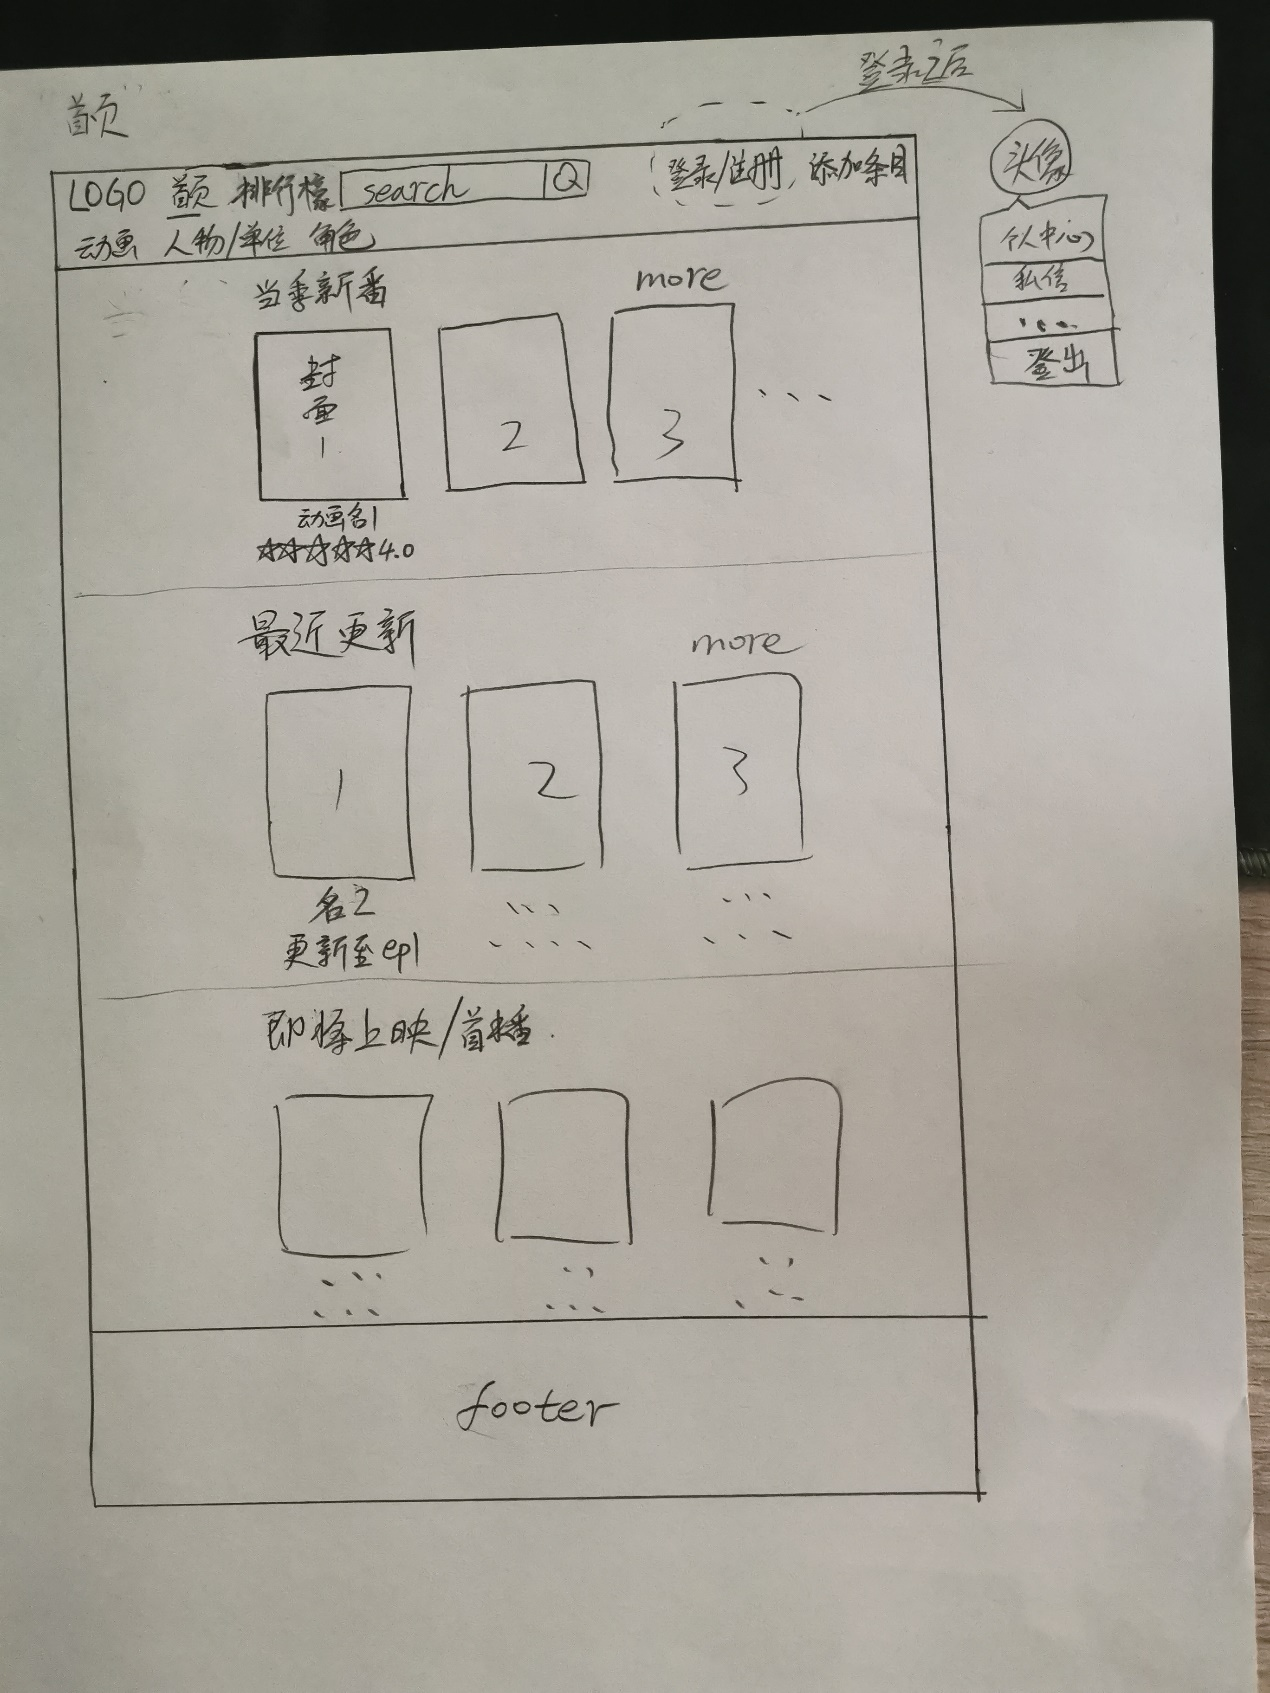 首页
登录之后
头像
个人中心
私信
...
登出
LOGO 首页 排行榜 search Q 登录/注册 添加条目
动画 人物/单位 角色
当季新番 more
封面1 2 3 ...
动画名1
☆☆☆☆☆4.0
最近更新 more
1 2 3
名2 ... ...
更新至ep1 .... ...
即将上映/首播
... ... ...
... ... ...
footer